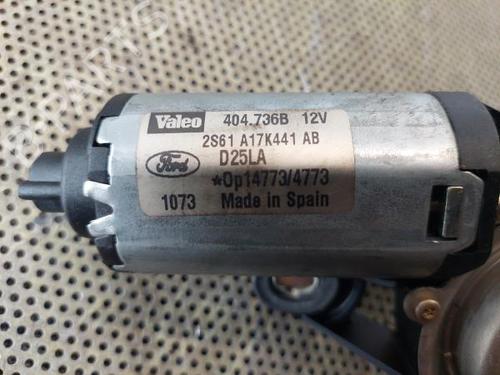 Valeo 404.736B 12V
2S61 A17K441 AB
Ford D25LA
*Op14773/4773
1073 Made in Spain